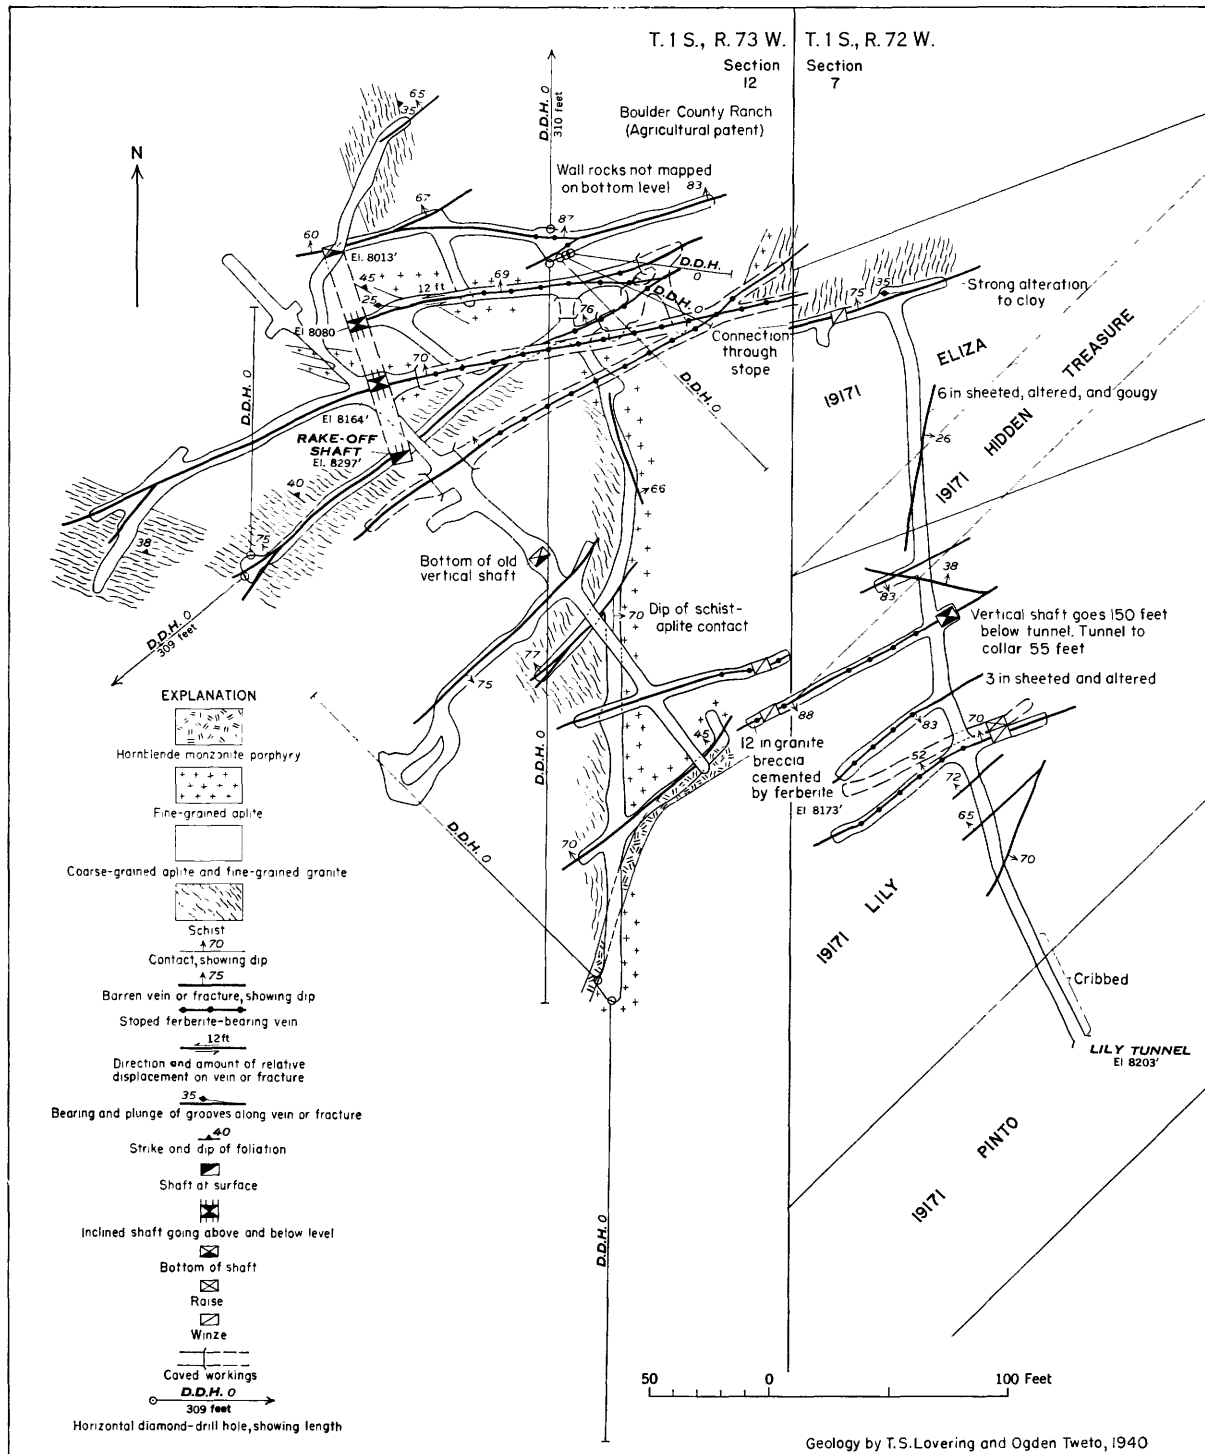 T. 1 S., R. 73 W.
T. 1 S., R. 72 W.
Section
12
Section
7
Boulder County Ranch
(Agricultural patent)
D.D.H. 0
310 feet
65
35
N
Wall rocks not mapped
on bottom level
83
67
87
60
El. 8013'
45
69
12 ft
25
D.D.H.
0
D.D.H. 0
El 8080
76
75
35
Strong alteration
to clay
Connection
through
stope
ELIZA
19171
TREASURE
HIDDEN
19171
70
D.D.H. 0
D.D.H. 0
El 8164'
RAKE-OFF
SHAFT
El. 8297'
6 in sheeted, altered, and gougy
26
40
66
75
38
Bottom of old
vertical shaft
38
83
D.D.H. 0
309 feet
70
Dip of schist-
aplite contact
Vertical shaft goes 150 feet
below tunnel. Tunnel to
collar 55 feet
77
75
3 in sheeted and altered
88
83
70
45
12 in granite
breccia
cemented
by ferberite
El 8173'
52
72
65
70
70
D.D.H. 0
D.D.H. 0
LILY
19171
Cribbed
LILY TUNNEL
El 8203'
PINTO
19171
D.D.H. 0
EXPLANATION
Hornblende monzonite porphyry
Fine-grained aplite
Coarse-grained aplite and fine-grained granite
Schist
70
Contact, showing dip
75
Barren vein or fracture, showing dip
Stoped ferberite-bearing vein
12ft
Direction and amount of relative
displacement on vein or fracture
35
Bearing and plunge of grooves along vein or fracture
40
Strike and dip of foliation
Shaft at surface
Inclined shaft going above and below level
Bottom of shaft
Raise
Winze
Caved workings
D.D.H. 0
309 feet
Horizontal diamond-drill hole, showing length
50 0 100 Feet
Geology by T.S. Lovering and Ogden Tweto, 1940